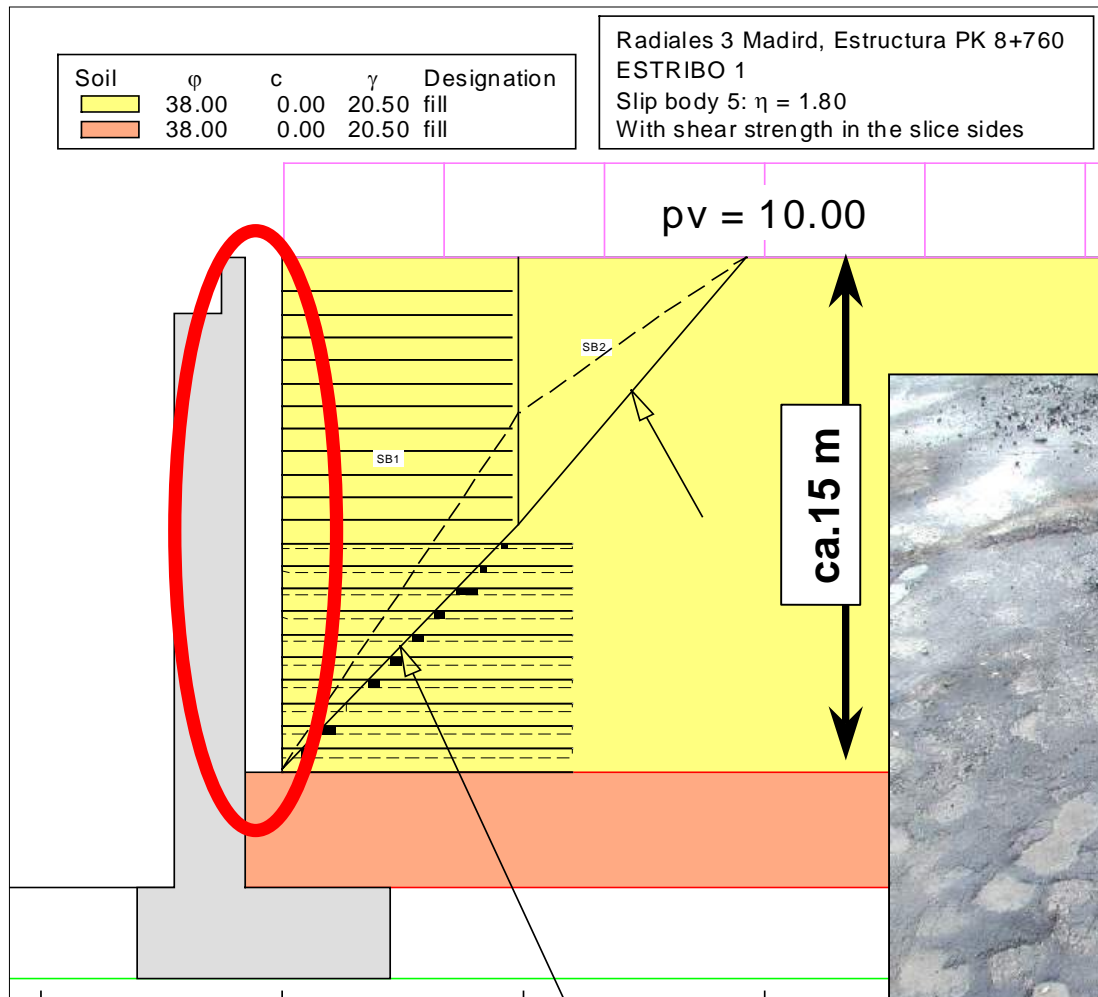 Soil φ c γ Designation
38.00 0.00 20.50 fill
38.00 0.00 20.50 fill
Radiales 3 Madird, Estructura PK 8+760
ESTRIBO 1
Slip body 5: η = 1.80
With shear strength in the slice sides
pv = 10.00
SB2
SB1
ca.15 m